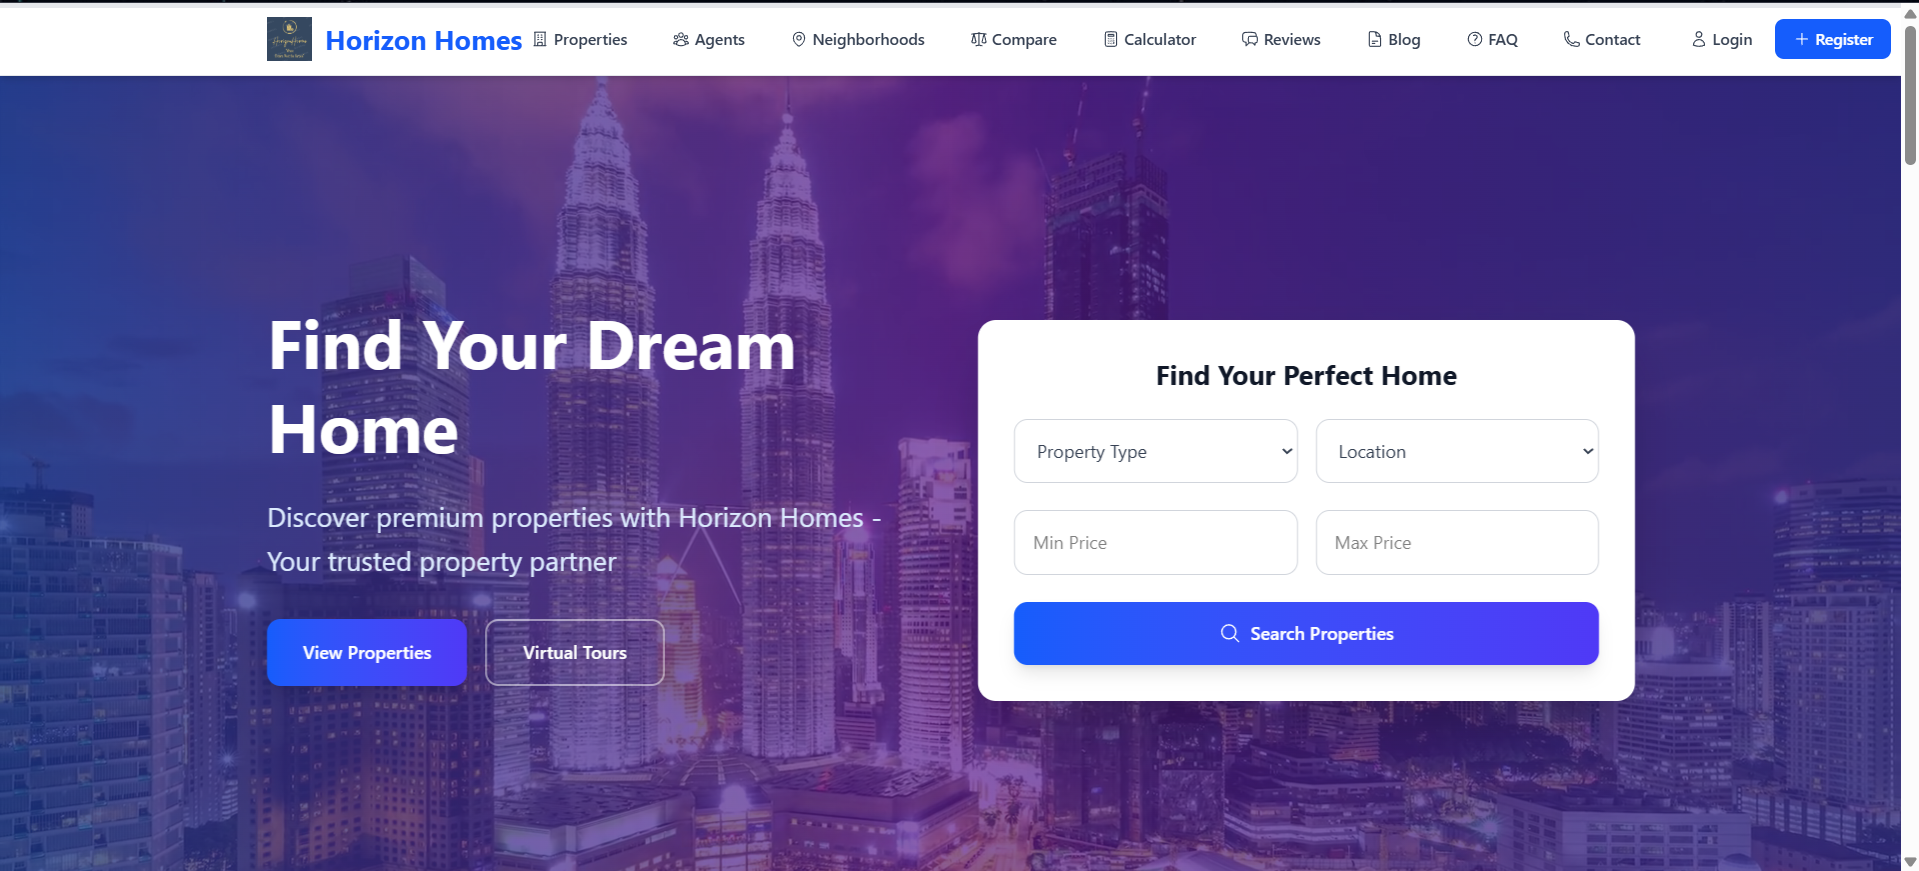 Horizon Homes
Properties
Agents
Neighborhoods
Compare
Calculator
Reviews
Blog
FAQ
Contact
Login
Register
Find Your Dream
Home
Discover premium properties with Horizon Homes -
Your trusted property partner
View Properties
Virtual Tours
Find Your Perfect Home
Property Type
Location
Min Price
Max Price
Search Properties